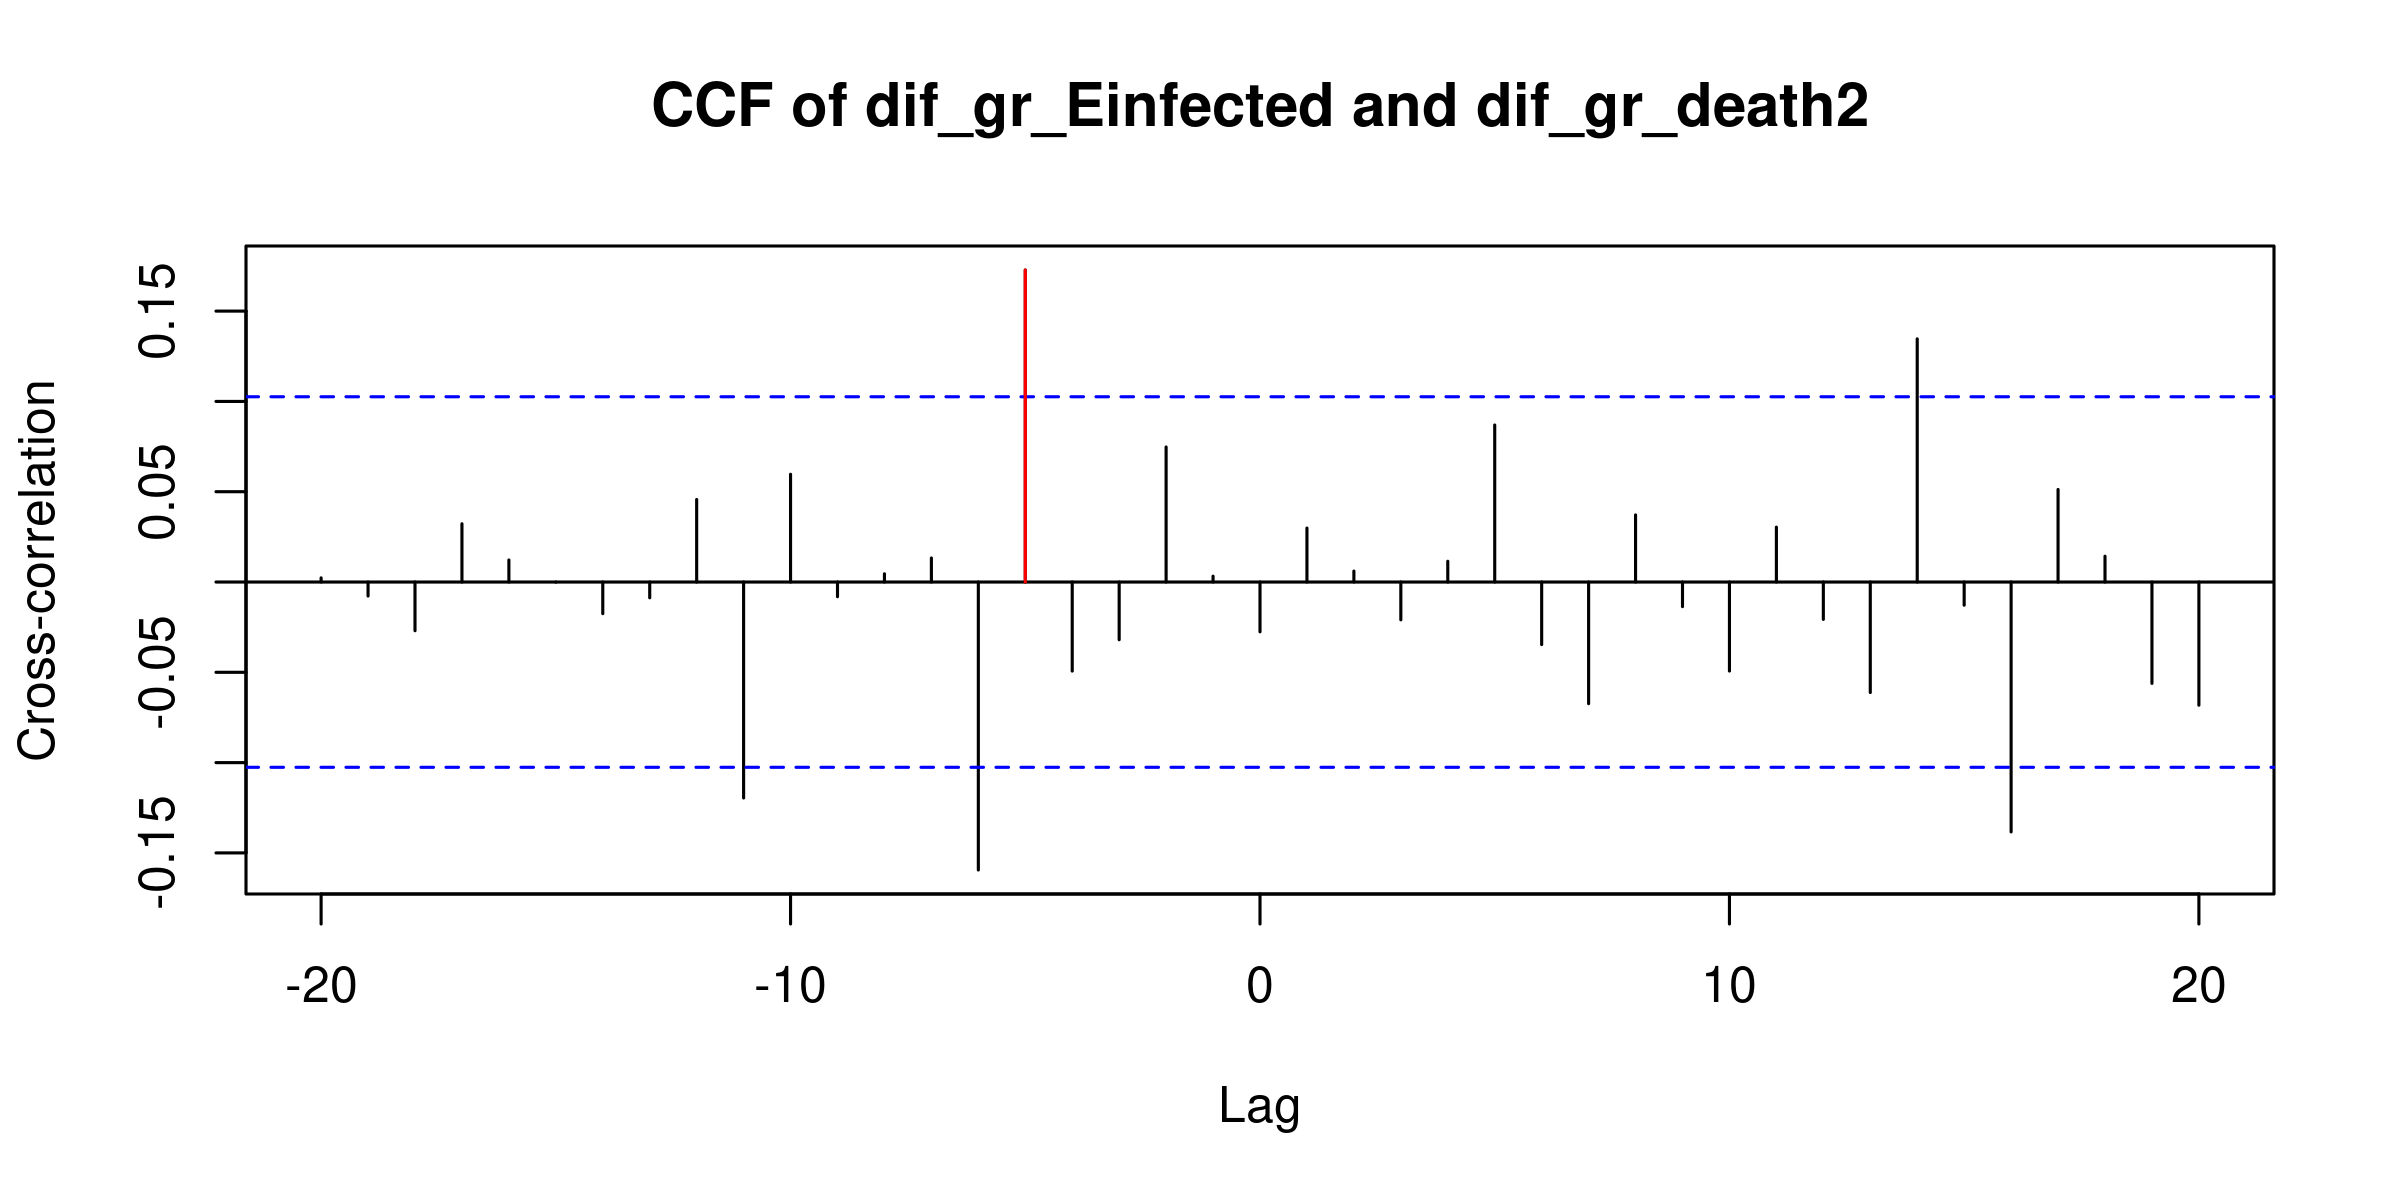 CCF of dif_gr_Einfected and dif_gr_death2
Cross-correlation
0.15
0.05
-0.05
-0.15
-20 -10 0 10 20
Lag